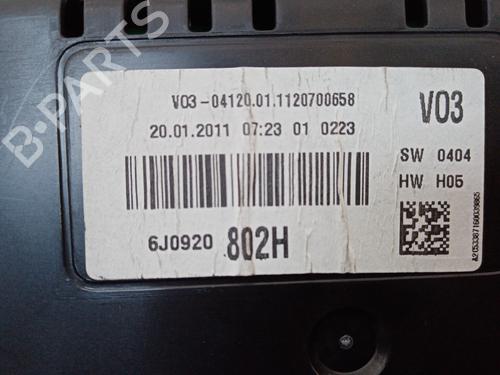 B-PARTS
V03-04120.01.1120700658
20.01.2011 07:23 01 0223
6J0920 802H
V03
SW 0404
HW H05
A2C53387160039865